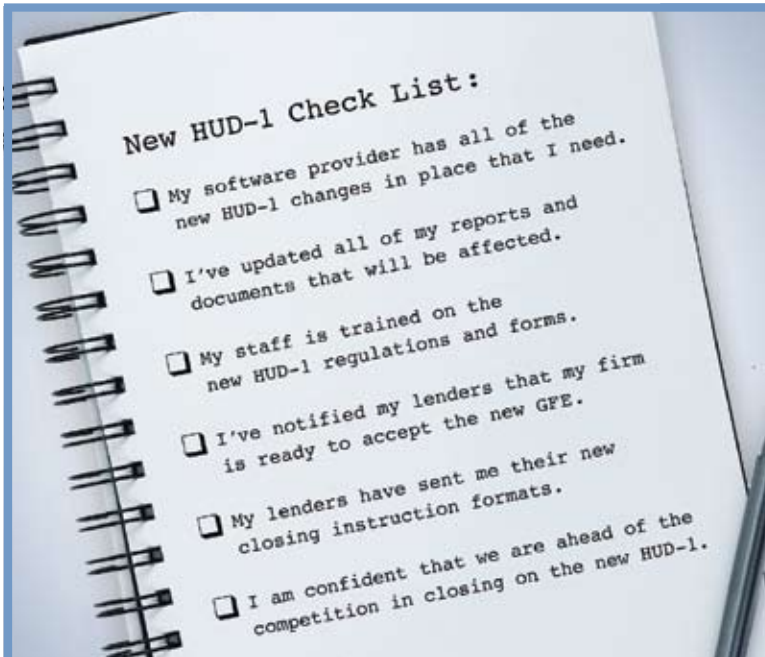 New HUD-1 Check List:
❏ My software provider has all of the
new HUD-1 changes in place that I need.
❏ I've updated all of my reports and
documents that will be affected.
❏ My staff is trained on the
new HUD-1 regulations and forms.
❏ I've notified my lenders that my firm
is ready to accept the new GFE.
❏ My lenders have sent me their new
closing instruction formats.
❏ I am confident that we are ahead of the
competition in closing on the new HUD-1.